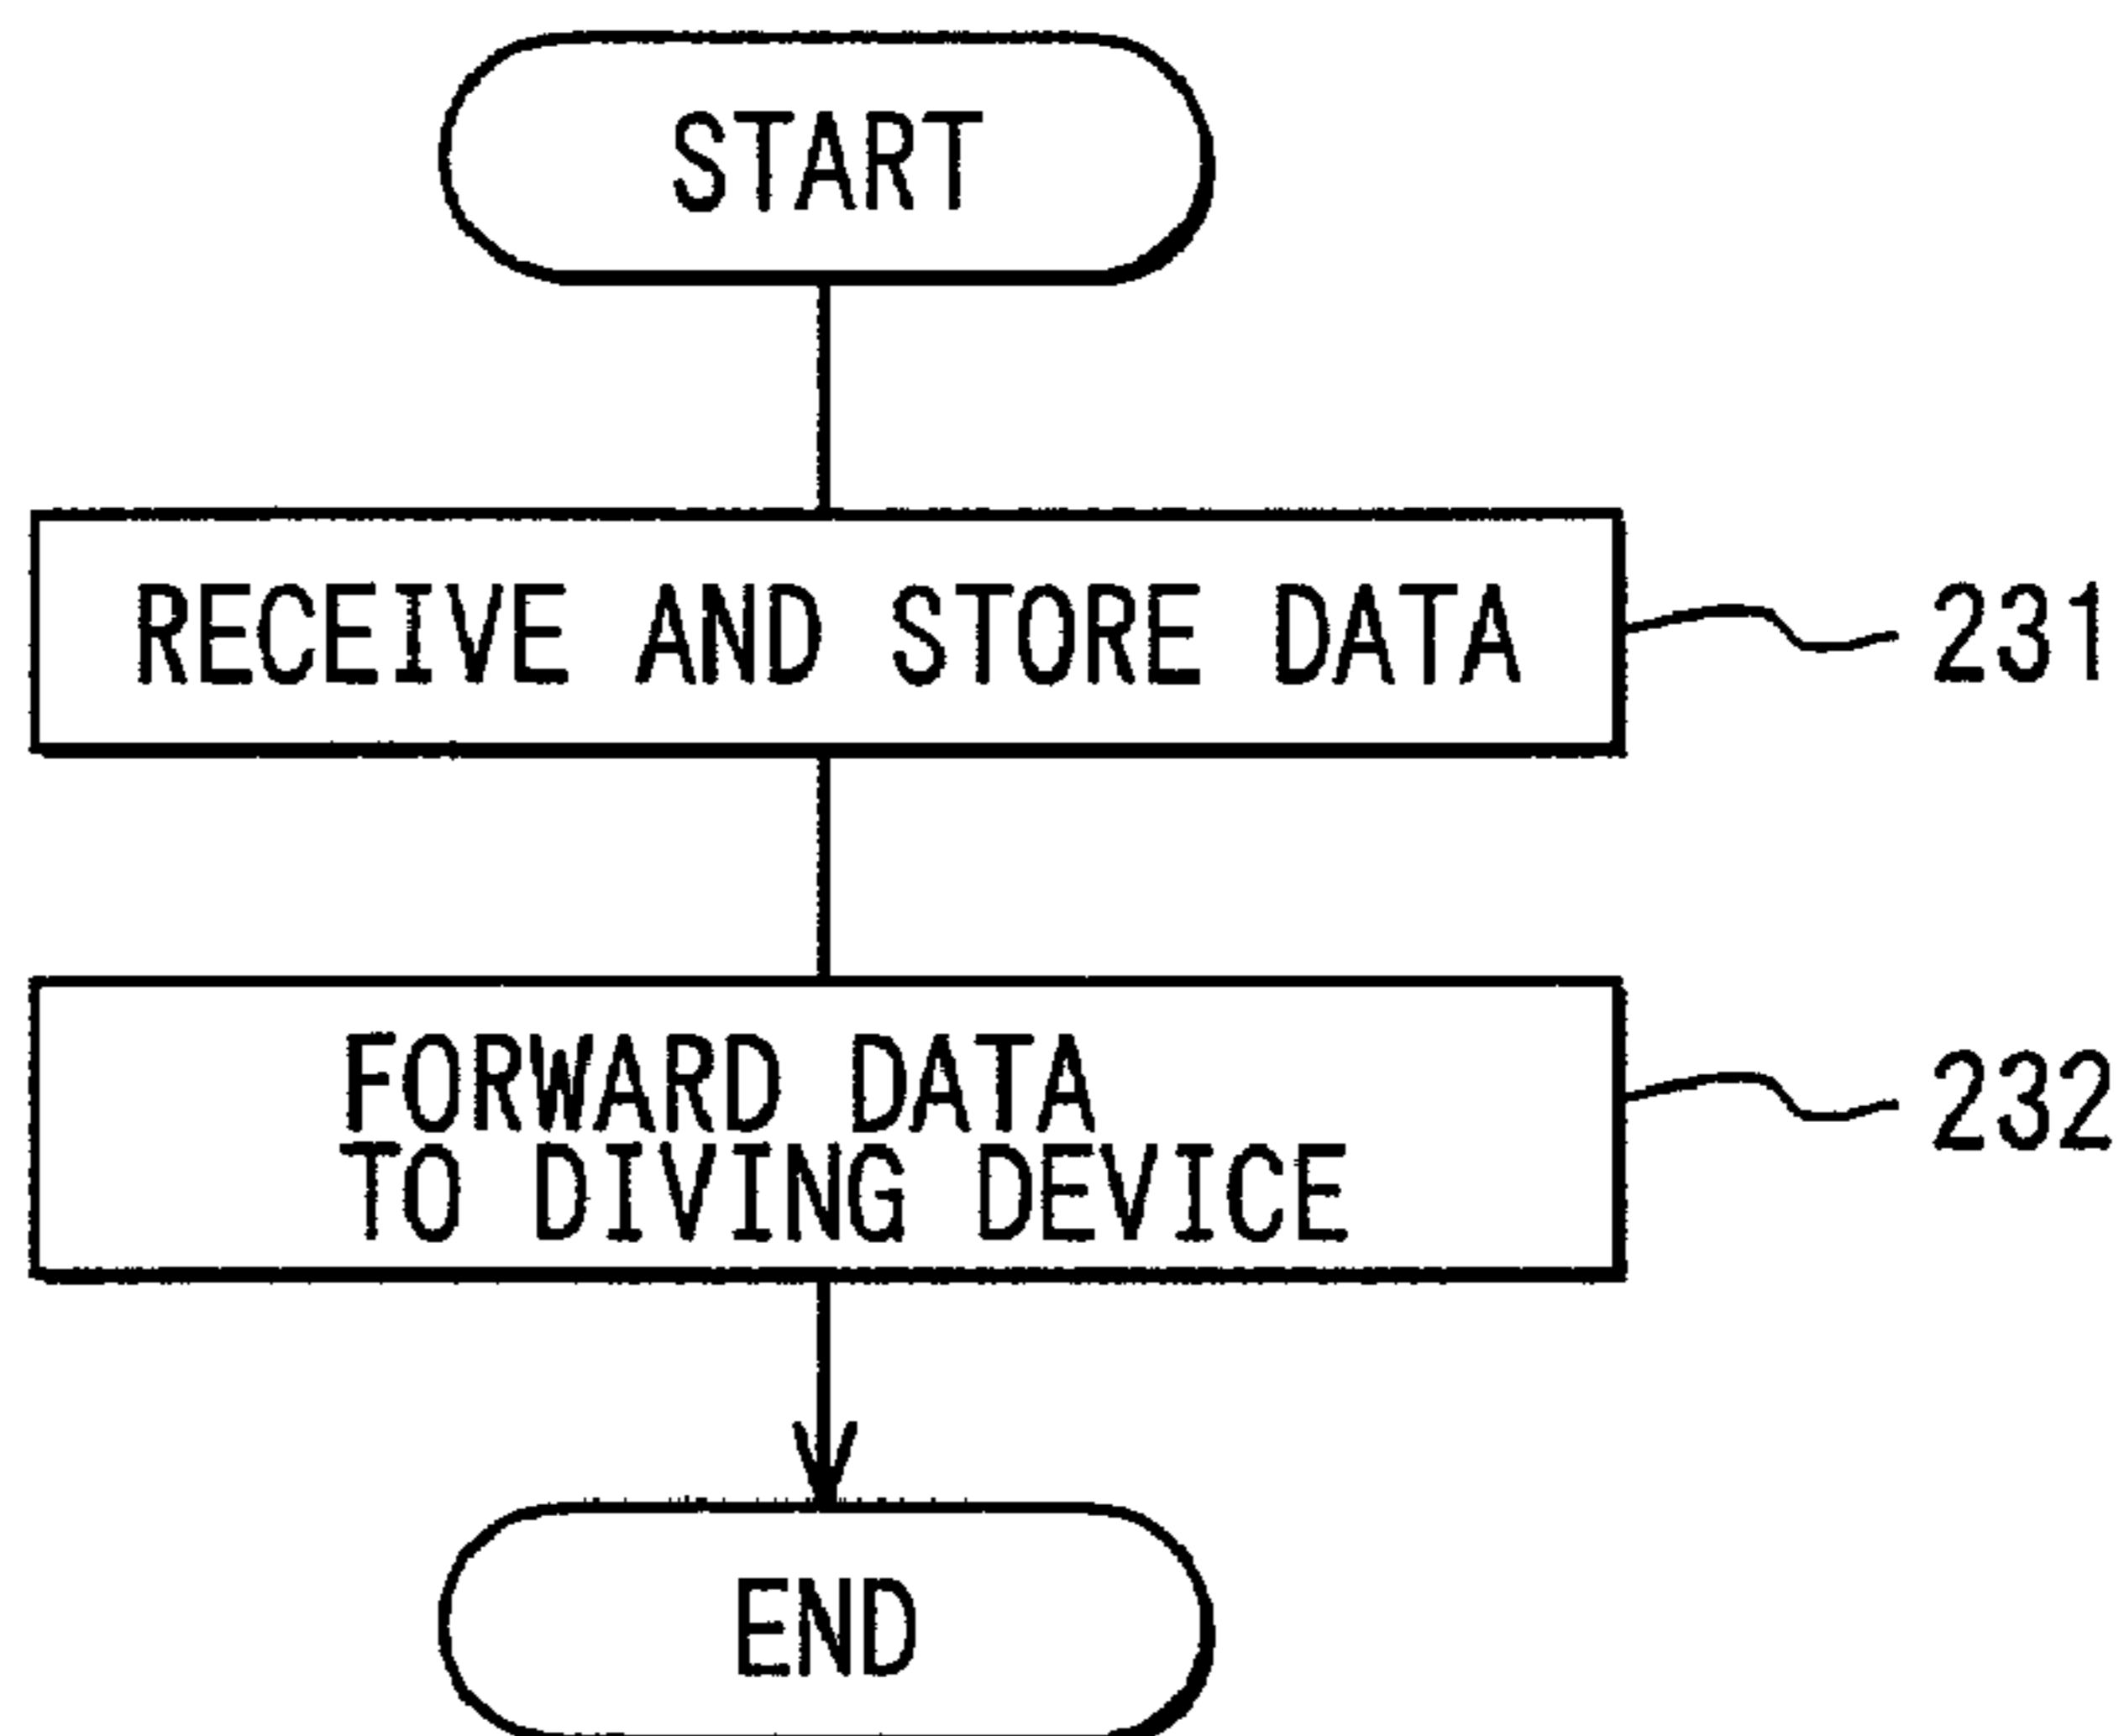 START
RECEIVE AND STORE DATA
231
FORWARD DATA
TO DIVING DEVICE
232
END